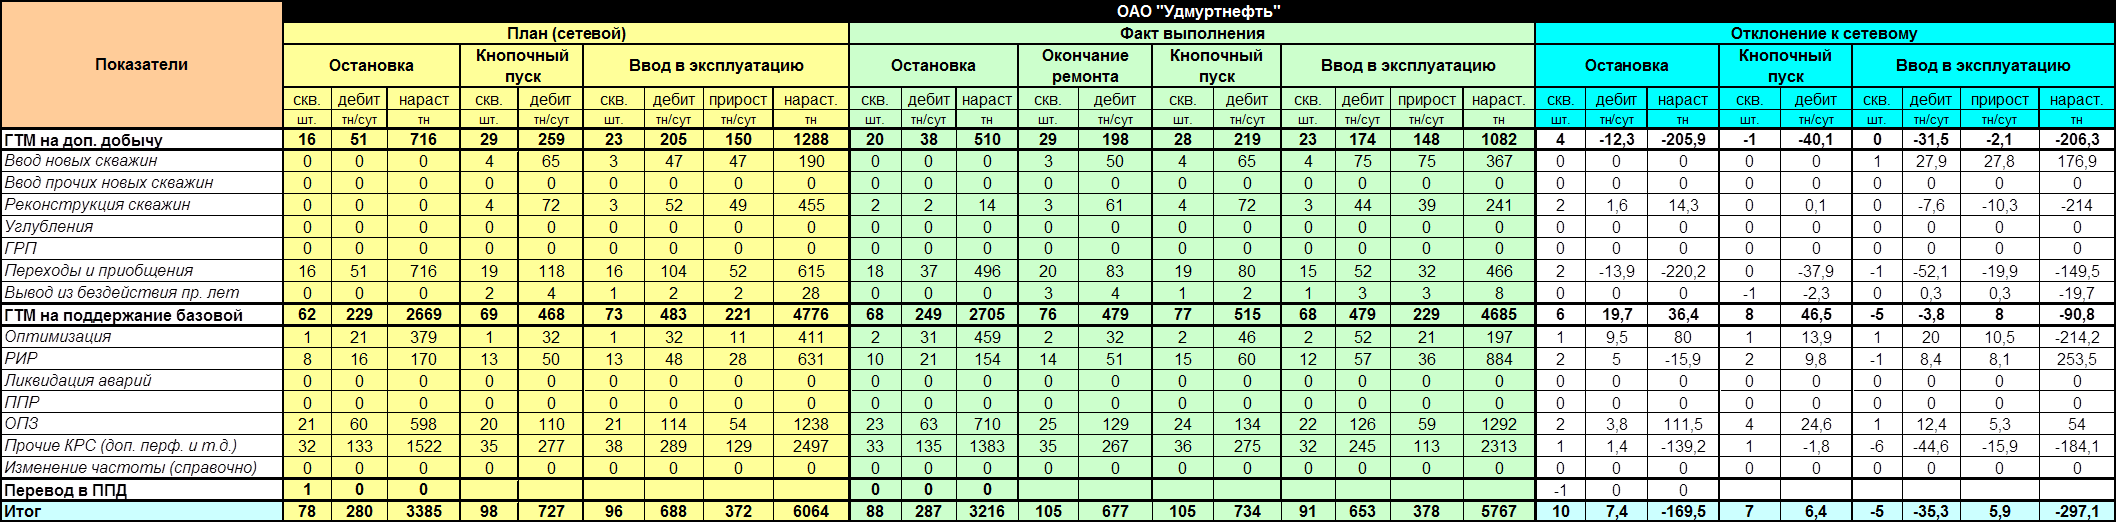 ОАО "Удмуртнефть"
Показатели План (сетевой) Факт выполнения Отклонение к сетевому
Остановка Кнопочный пуск Ввод в эксплуатацию Остановка Окончание ремонта Кнопочный пуск Ввод в эксплуатацию Остановка Кнопочный пуск Ввод в эксплуатацию
скв. дебит нараст скв. дебит скв. дебит прирост нараст. скв. дебит нараст скв. дебит скв. дебит скв. дебит прирост нараст. скв. дебит нараст скв. дебит скв. дебит прирост нараст.
шт. тн/сут тн шт. тн/сут шт. тн/сут тн/сут тн шт. тн/сут тн шт. тн/сут шт. тн/сут шт. тн/сут тн/сут тн шт. тн/сут тн шт. тн/сут шт. тн/сут тн/сут тн
ГТМ на доп. добычу 16 51 716 29 259 23 205 150 1288 20 38 510 29 198 28 219 23 174 148 1082 4 -12,3 -205,9 -1 -40,1 0 -31,5 -2,1 -206,3
Ввод новых скважин 0 0 0 4 65 3 47 47 190 0 0 0 3 50 4 65 4 75 75 367 0 0 0 0 0 1 27,9 27,8 176,9
Ввод прочих новых скважин 0 0 0 0 0 0 0 0 0 0 0 0 0 0 0 0 0 0 0 0 0 0 0 0 0 0 0 0 0
Реконструкция скважин 0 0 0 4 72 3 52 49 455 2 2 14 3 61 4 72 3 44 39 241 2 1,6 14,3 0 0,1 0 -7,6 -10,3 -214
Углубления 0 0 0 0 0 0 0 0 0 0 0 0 0 0 0 0 0 0 0 0 0 0 0 0 0 0 0 0 0
ГРП 0 0 0 0 0 0 0 0 0 0 0 0 0 0 0 0 0 0 0 0 0 0 0 0 0 0 0 0 0
Переходы и приобщения 16 51 716 19 118 16 104 52 615 18 37 496 20 83 19 80 15 52 32 466 2 -13,9 -220,2 0 -37,9 -1 -52,1 -19,9 -149,5
Вывод из бездействия пр. лет 0 0 0 2 4 1 2 2 28 0 0 0 3 4 1 2 1 3 3 8 0 0 0 -1 -2,3 0 0,3 0,3 -19,7
ГТМ на поддержание базовой 62 229 2669 69 468 73 483 221 4776 68 249 2705 76 479 77 515 68 479 229 4685 6 19,7 36,4 8 46,5 -5 -3,8 8 -90,8
Оптимизация 1 21 379 1 32 1 32 11 411 2 31 459 2 32 2 46 2 52 21 197 1 9,5 80 1 13,9 1 20 10,5 -214,2
РИР 8 16 170 13 50 13 48 28 631 10 21 154 14 51 15 60 12 57 36 884 2 5 -15,9 2 9,8 -1 8,4 8,1 253,5
Ликвидация аварий 0 0 0 0 0 0 0 0 0 0 0 0 0 0 0 0 0 0 0 0 0 0 0 0 0 0 0 0 0
ППР 0 0 0 0 0 0 0 0 0 0 0 0 0 0 0 0 0 0 0 0 0 0 0 0 0 0 0 0 0
ОПЗ 21 60 598 20 110 21 114 54 1238 23 63 710 25 129 24 134 22 126 59 1292 2 3,8 111,5 4 24,6 1 12,4 5,3 54
Прочие КРС (доп. перф. и т.д.) 32 133 1522 35 277 38 289 129 2497 33 135 1383 35 267 36 275 32 245 113 2313 1 1,4 -139,2 1 -1,8 -6 -44,6 -15,9 -184,1
Изменение частоты (справочно) 0 0 0 0 0 0 0 0 0 0 0 0 0 0 0 0 0 0 0 0 0 0 0 0 0 0 0 0 0
Перевод в ППД 1 0 0 0 0 0 -1 0 0
Итог 78 280 3385 98 727 96 688 372 6064 88 287 3216 105 677 105 734 91 653 378 5767 10 7,4 -169,5 7 6,4 -5 -35,3 5,9 -297,1